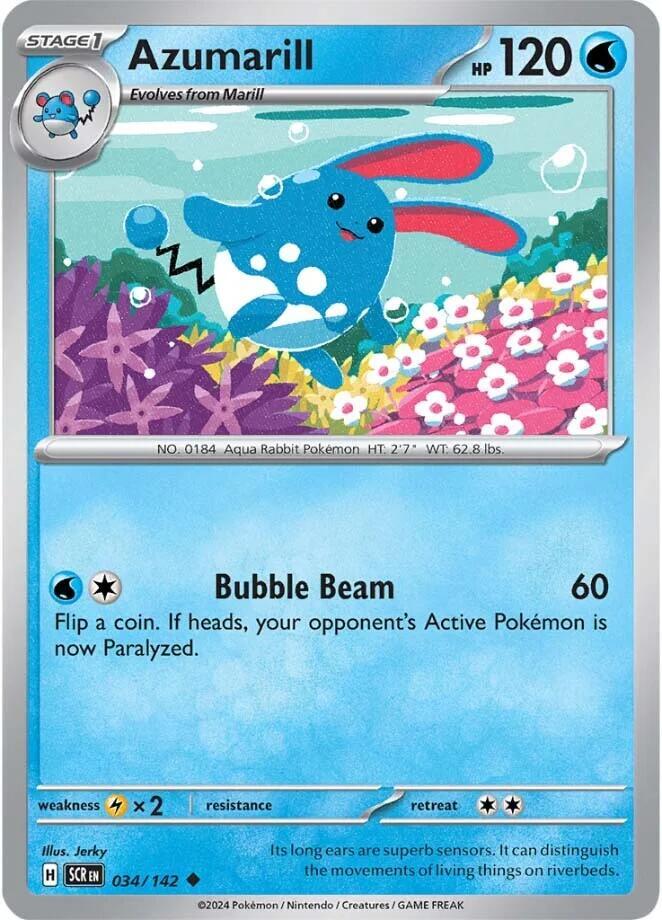 STAGE1
Azumarill
HP 120
Evolves from Marill
NO. 0184 Aqua Rabbit Pokémon HT: 2'7" WT: 62.8 lbs.
Bubble Beam 60
Flip a coin. If heads, your opponent's Active Pokémon is
now Paralyzed.
weakness ×2 resistance retreat
Illus. Jerky
Its long ears are superb sensors. It can distinguish
the movements of living things on riverbeds.
H SCR EN 034/142
©2024 Pokémon / Nintendo / Creatures / GAME FREAK